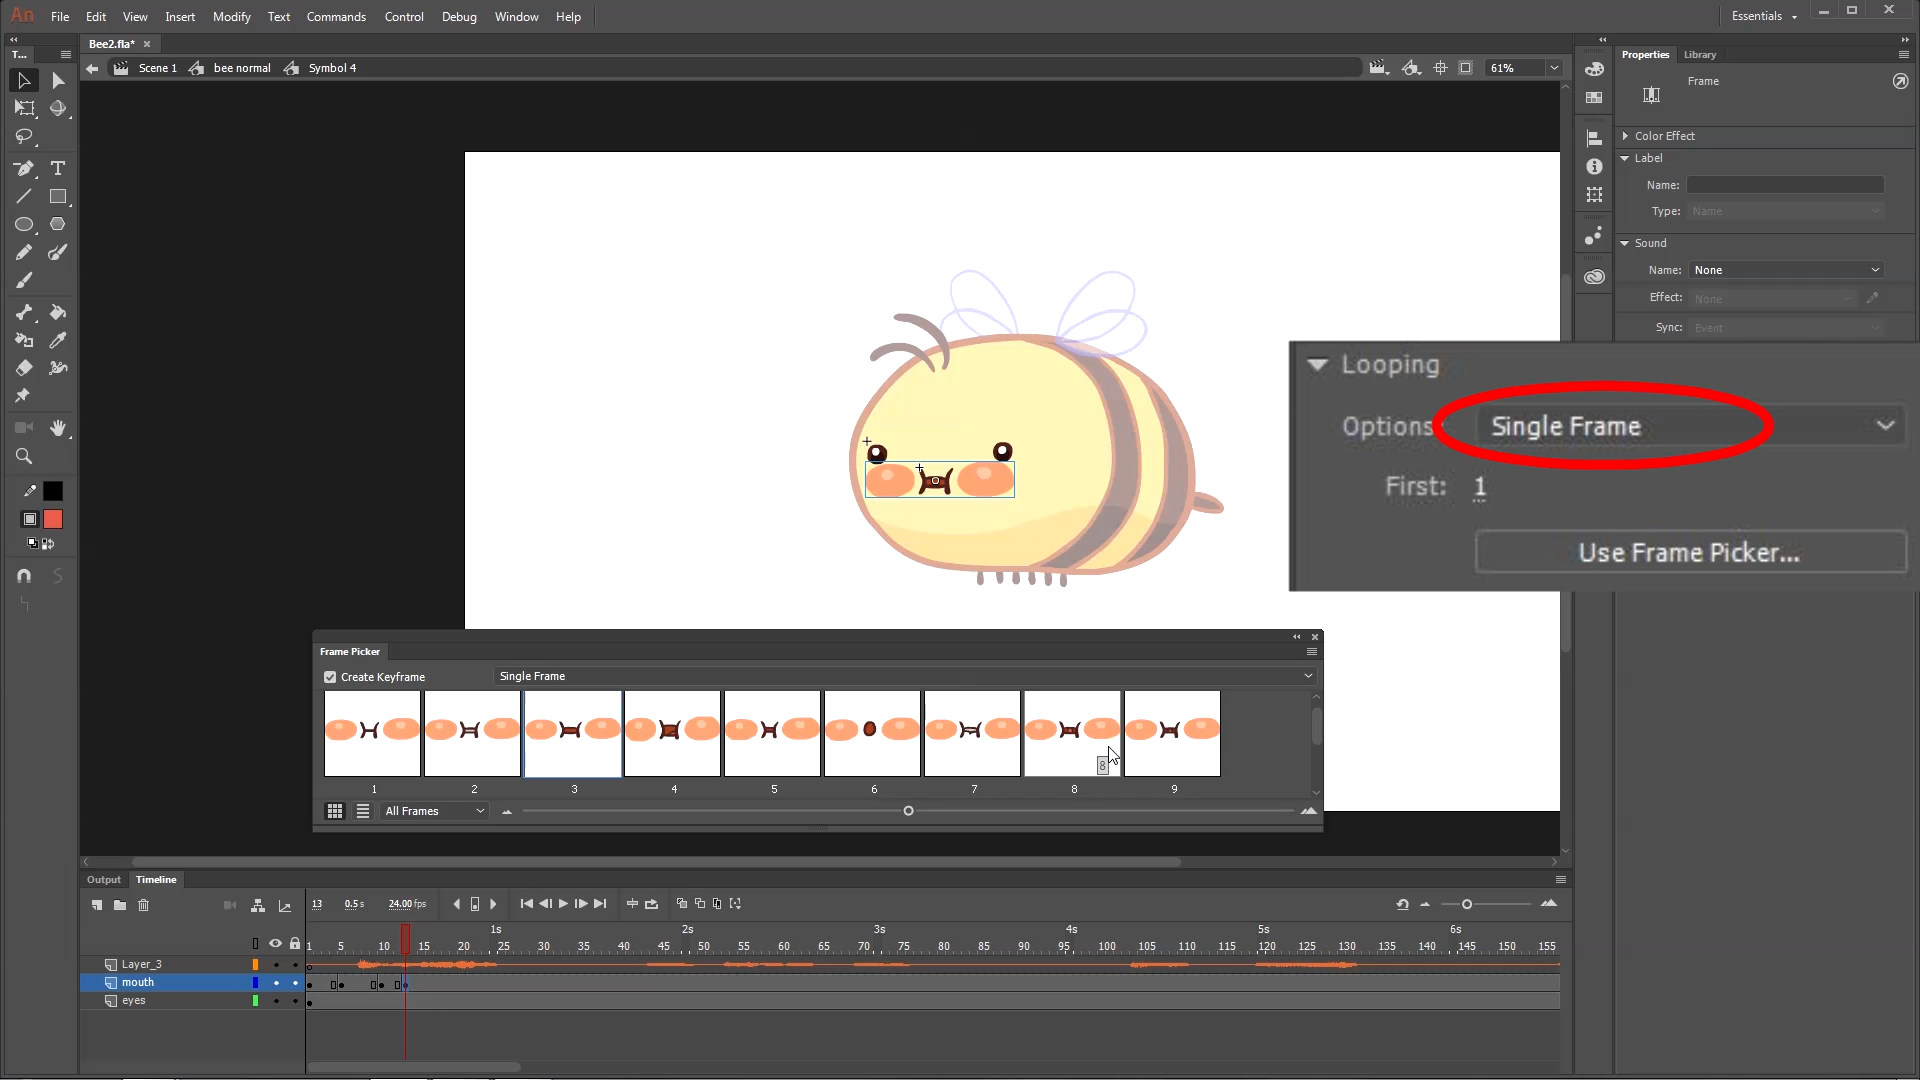 An File Edit View Insert Modify Text Commands Control Debug Window Help Essentials
T... Bee2.fla* ×
Scene 1 bee normal Symbol 4 61%
Properties Library
Frame
Color Effect
Label
Name:
Type: Name
Sound
Name: None
Effect: None
Sync: Event
Looping
Options Single Frame
First: 1
Use Frame Picker...
Frame Picker
Create Keyframe Single Frame
8
1 2 3 4 5 6 7 8 9
All Frames
Output Timeline
13 0.5 s 24.00 fps
1s 2s 3s 4s 5s 6s
1 5 10 15 20 25 30 35 40 45 50 55 60 65 70 75 80 85 90 95 100 105 110 115 120 125 130 135 140 145 150 155
Layer_3
mouth
eyes